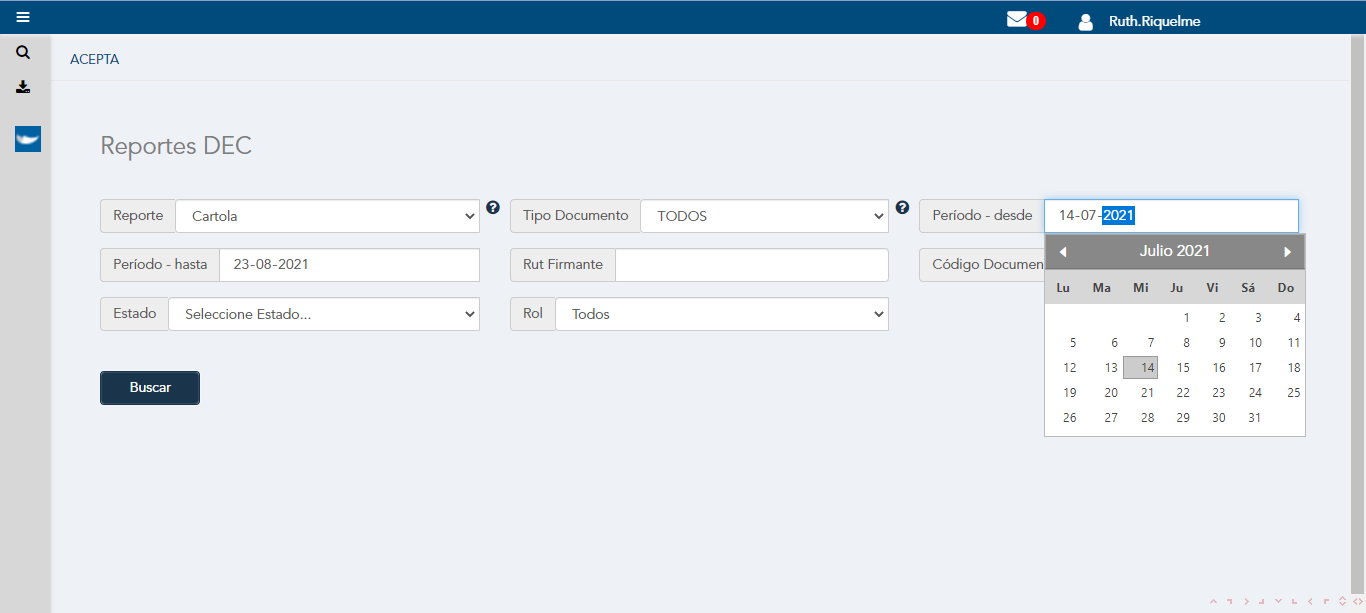 0 Ruth.Riquelme
ACEPTA
Reportes DEC
Reporte Cartola Tipo Documento TODOS Período - desde 14-07-2021
Período - hasta 23-08-2021 Rut Firmante Código Documen
Estado Seleccione Estado... Rol Todos
Buscar
Julio 2021
Lu Ma Mi Ju Vi Sá Do
1 2 3 4
5 6 7 8 9 10 11
12 13 14 15 16 17 18
19 20 21 22 23 24 25
26 27 28 29 30 31